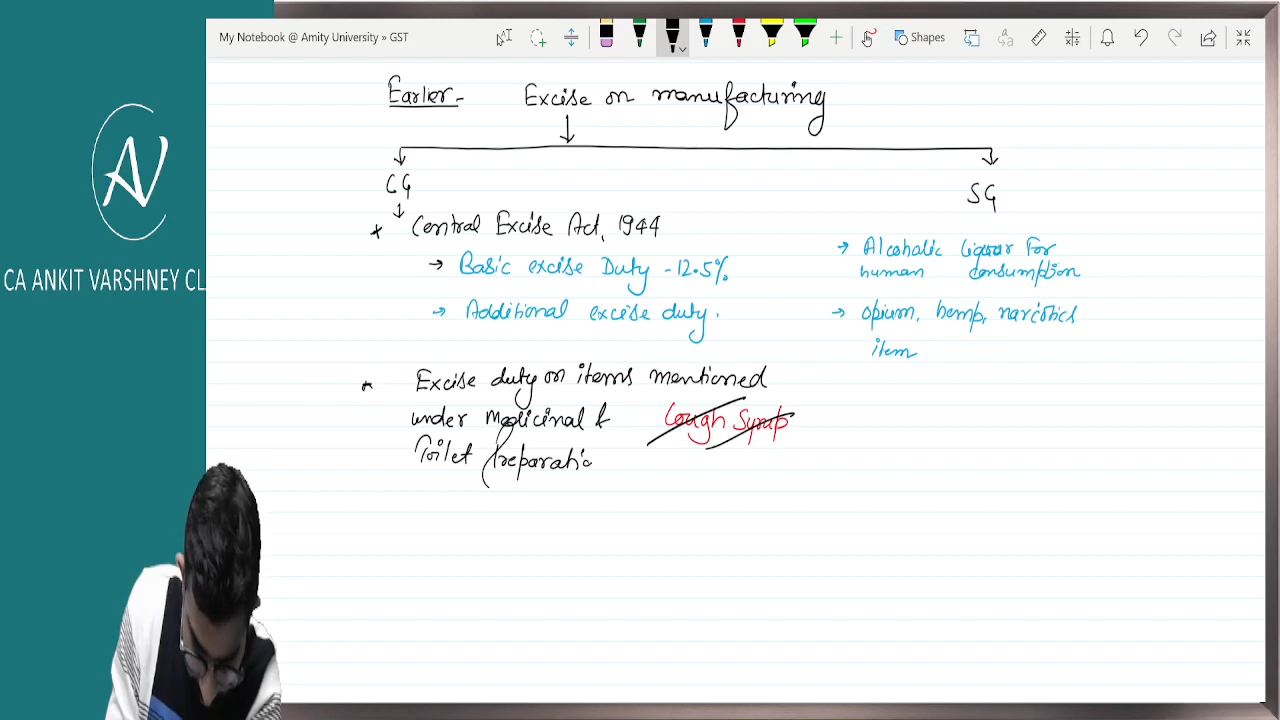 My Notebook @ Amity University » GST
Shapes
Earlier - Excise on manufacturing
CG
SG
* Central Excise Act, 1944
→ Basic excise Duty - 12.5%
→ Additional excise duty.
→ Alcoholic liquor For
human consumption
→ opium, hemp, narcotics
item
* Excise duty on items mentioned
under Medicinal &
Toilet Preparatio
Cough Syrup
AV
CA ANKIT VARSHNEY CL